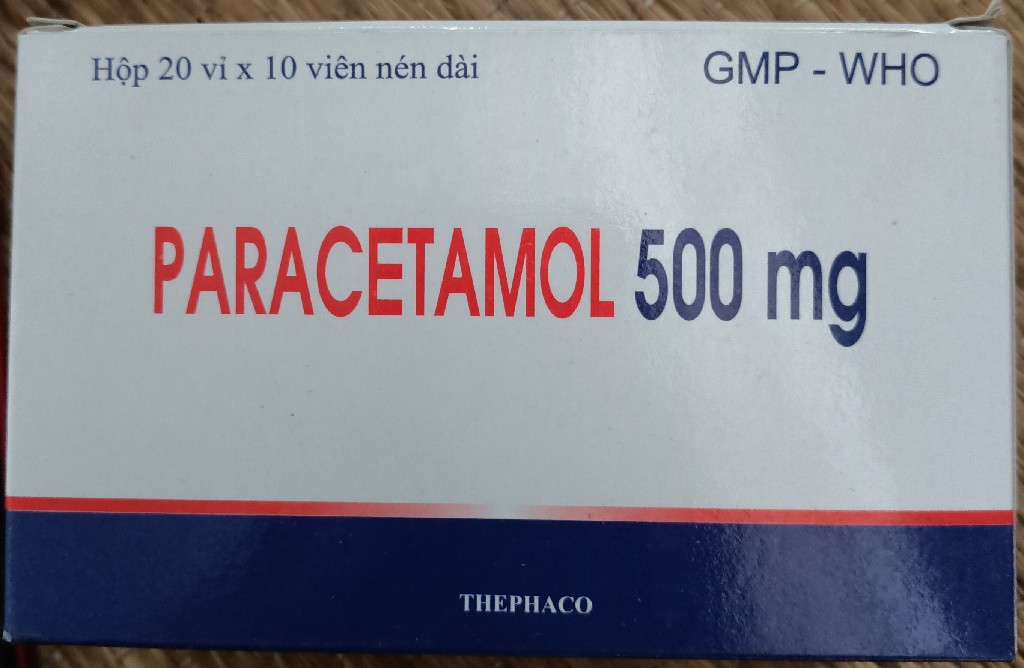 Hộp 20 vỉ x 10 viên nén dài
GMP - WHO
PARACETAMOL 500 mg
THEPHACO